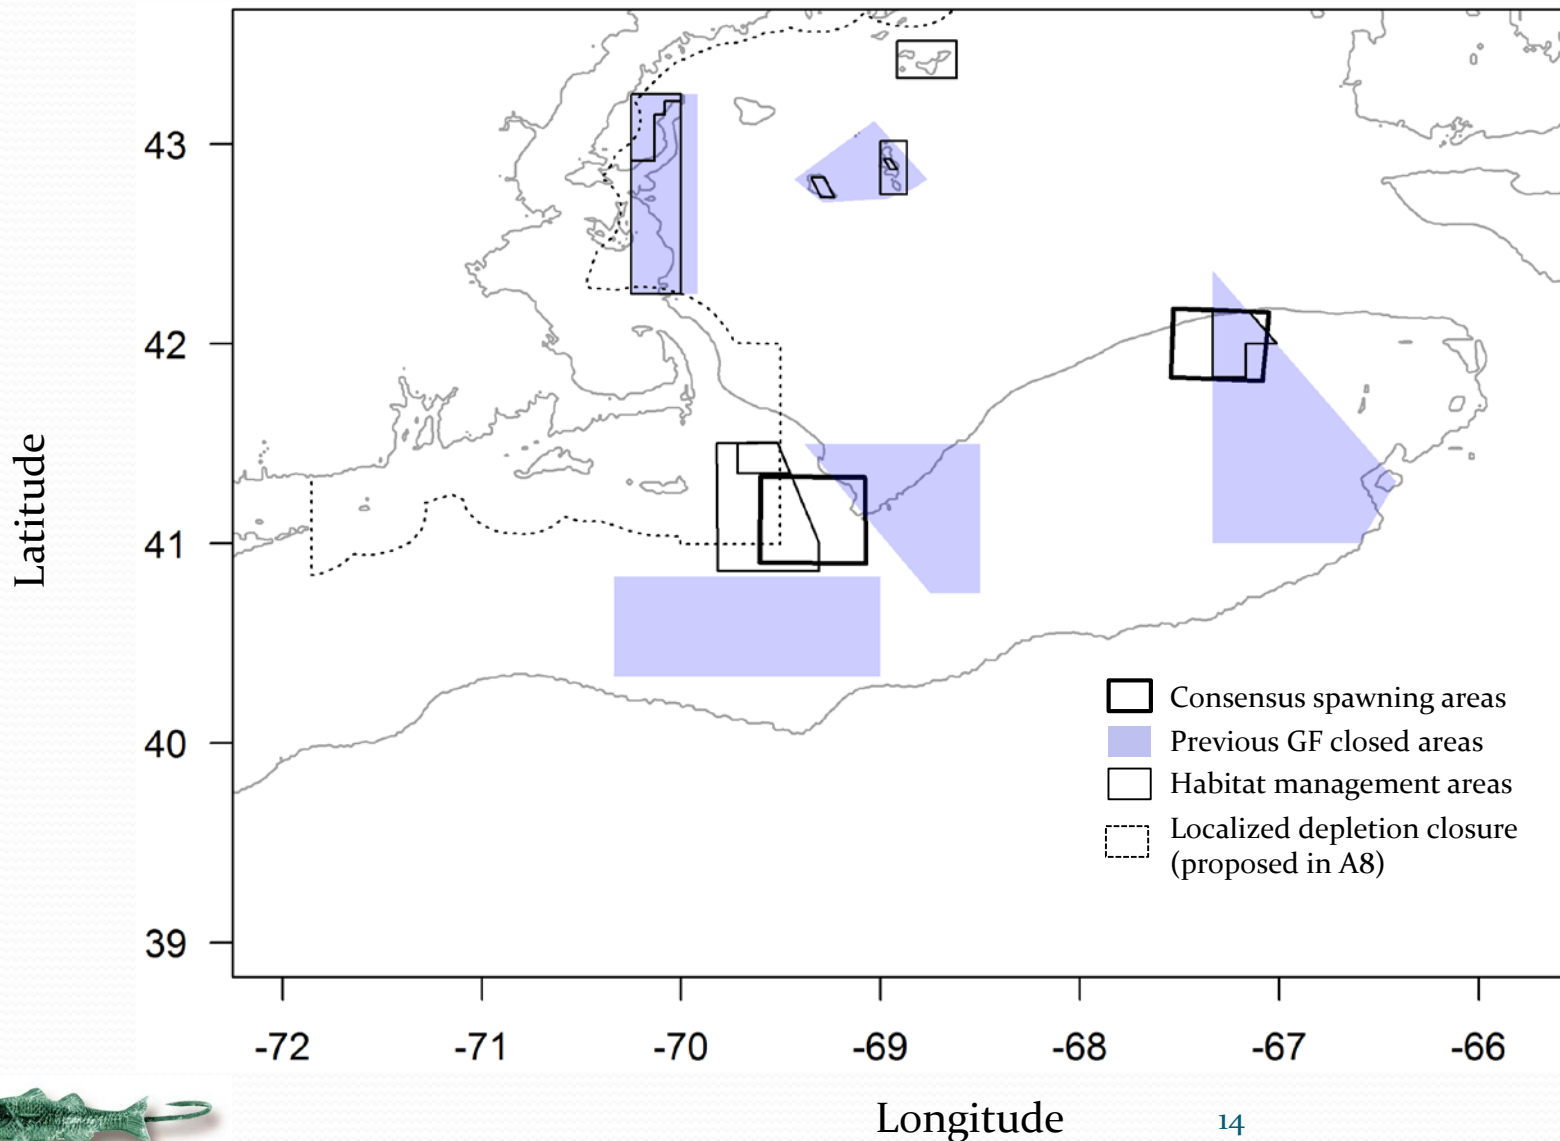 Latitude
43
42
41
40
39
Consensus spawning areas
Previous GF closed areas
Habitat management areas
Localized depletion closure
(proposed in A8)
-72 -71 -70 -69 -68 -67 -66
Longitude
14